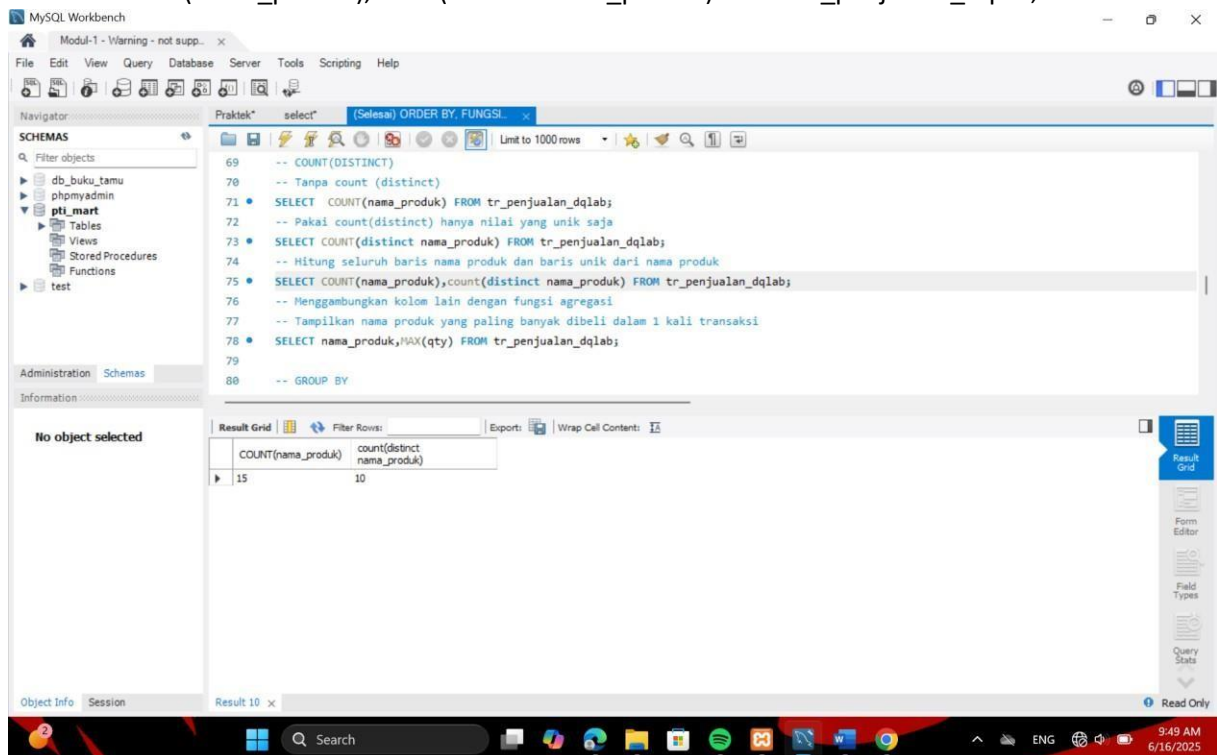 MySQL Workbench
Modul-1 - Warning - not supp..
File Edit View Query Database Server Tools Scripting Help
Navigator
Praktek*
select*
(Selesai) ORDER BY, FUNGSI...
SCHEMAS
Limit to 1000 rows
Filter objects
db_buku_tamu
phpmyadmin
pti_mart
Tables
Views
Stored Procedures
Functions
test
69 -- COUNT(DISTINCT)
70 -- Tanpa count (distinct)
71 SELECT COUNT(nama_produk) FROM tr_penjualan_dqlab;
72 -- Pakai count(distinct) hanya nilai yang unik saja
73 SELECT COUNT(distinct nama_produk) FROM tr_penjualan_dqlab;
74 -- Hitung seluruh baris nama produk dan baris unik dari nama produk
75 SELECT COUNT(nama_produk),count(distinct nama_produk) FROM tr_penjualan_dqlab;
76 -- Menggambungkan kolom lain dengan fungsi agregasi
77 -- Tampilkan nama produk yang paling banyak dibeli dalam 1 kali transaksi
78 SELECT nama_produk,MAX(qty) FROM tr_penjualan_dqlab;
79
80 -- GROUP BY
Administration Schemas
Information
No object selected
Result Grid Filter Rows: Export: Wrap Cell Content:
COUNT(nama_produk) count(distinct
nama_produk)
15 10
Result
Grid
Form
Editor
Field
Types
Query
Stats
Object Info Session
Result 10
Read Only
2
Search
ENG
9:49 AM
6/16/2025